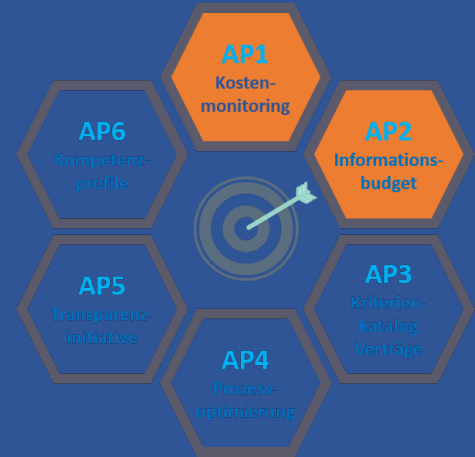 AP1
Kosten-
monitoring
AP2
Informations-
budget
AP3
Kriterien-
katalog
Verträge
AP4
Prozess-
optimierung
AP5
Transparenz-
initiative
AP6
Kompetenz-
profile